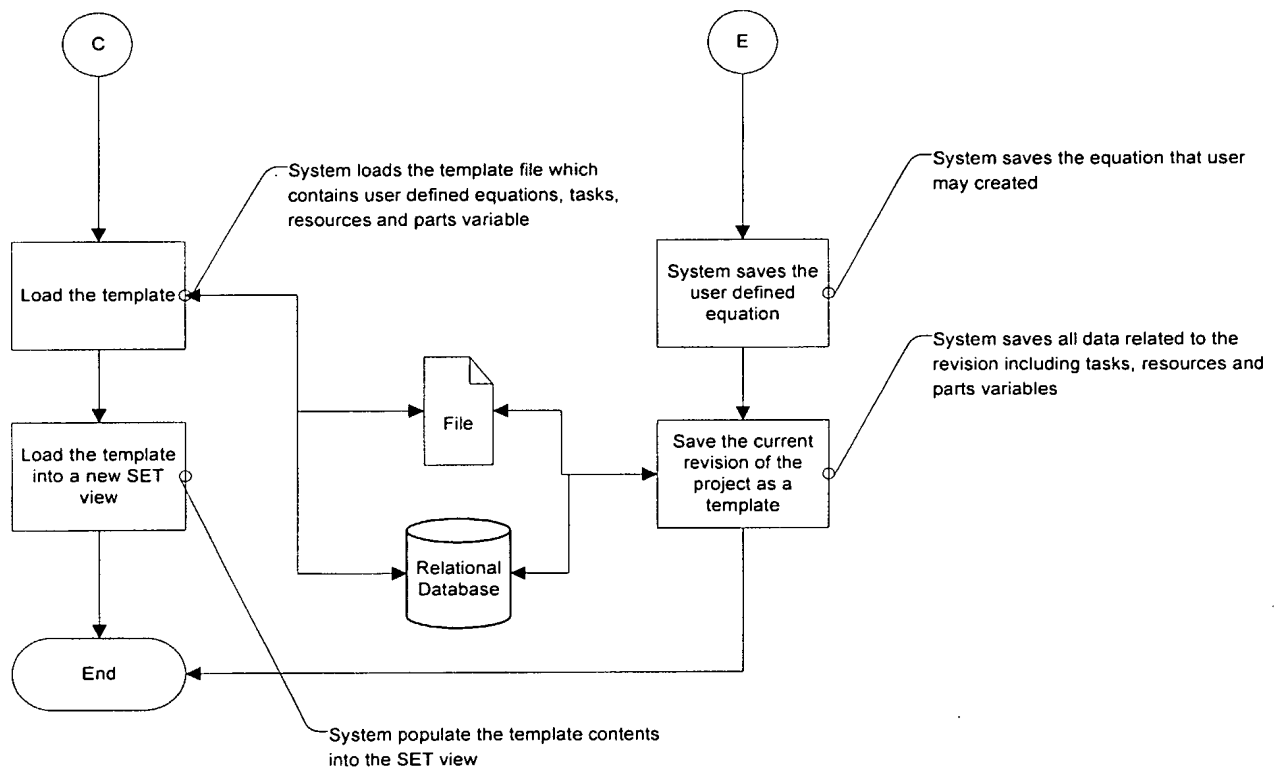 C
E
System loads the template file which
contains user defined equations, tasks,
resources and parts variable
System saves the equation that user
may created
Load the template
System saves the
user defined
equation
System saves all data related to the
revision including tasks, resources and
parts variables
File
Load the template
into a new SET
view
Save the current
revision of the
project as a
template
Relational
Database
End
System populate the template contents
into the SET view